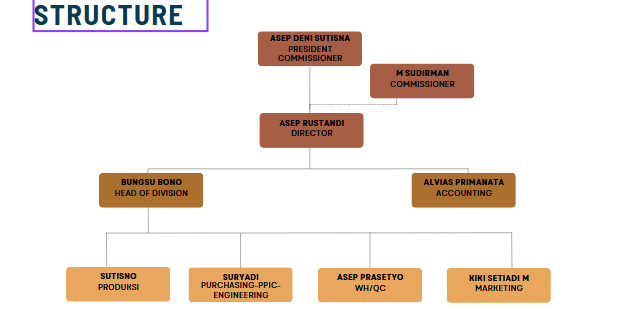 STRUCTURE
ASEP DENI SUTISNA
PRESIDENT
COMMISSIONER
M SUDIRMAN
COMMISSIONER
ASEP RUSTANDI
DIRECTOR
BUNGSU BONO
HEAD OF DIVISION
ALVIAS PRIMANATA
ACCOUNTING
SUTISNO
PRODUKSI
SURYADI
PURCHASING-PPIC-
ENGINEERING
ASEP PRASETYO
WH/QC
KIKI SETIADI M
MARKETING